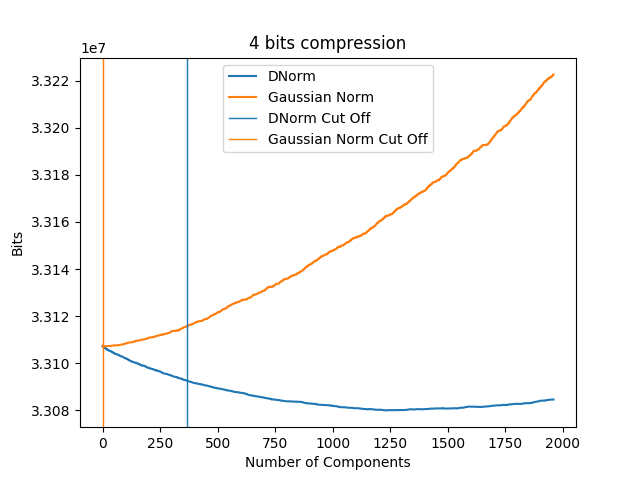 4 bits compression
1e7
DNorm
Gaussian Norm
DNorm Cut Off
Gaussian Norm Cut Off
3.322
3.320
3.318
3.316
3.314
3.312
3.310
3.308
Bits
0 250 500 750 1000 1250 1500 1750 2000
Number of Components